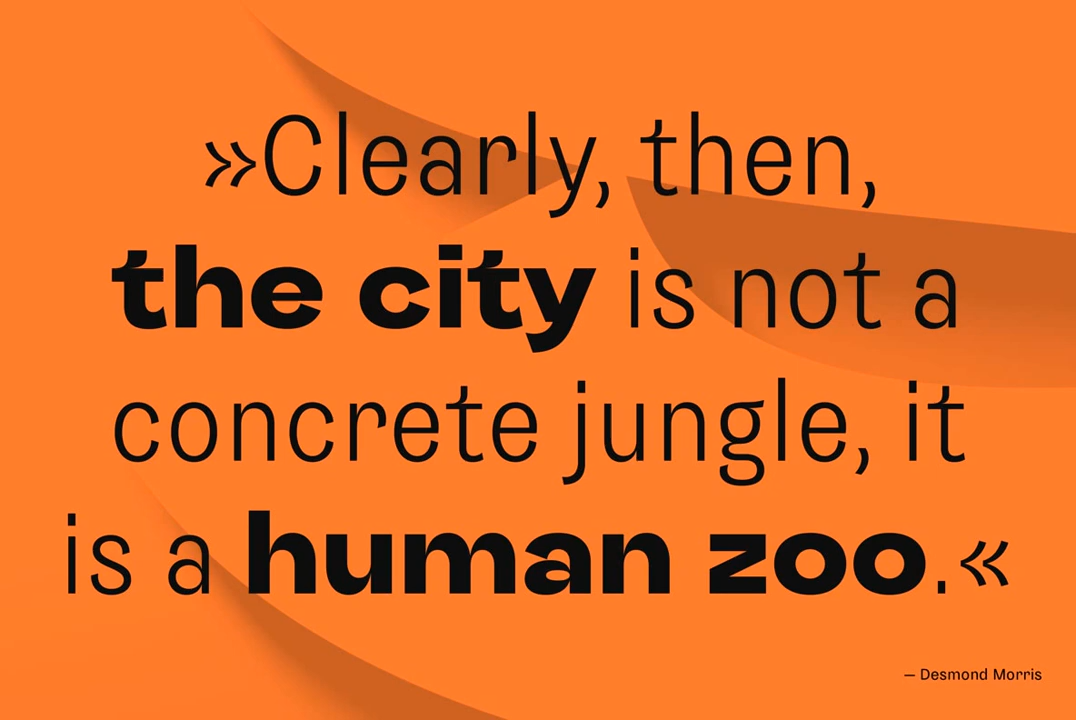 »Clearly, then,
the city is not a
concrete jungle, it
is a human zoo.«
— Desmond Morris